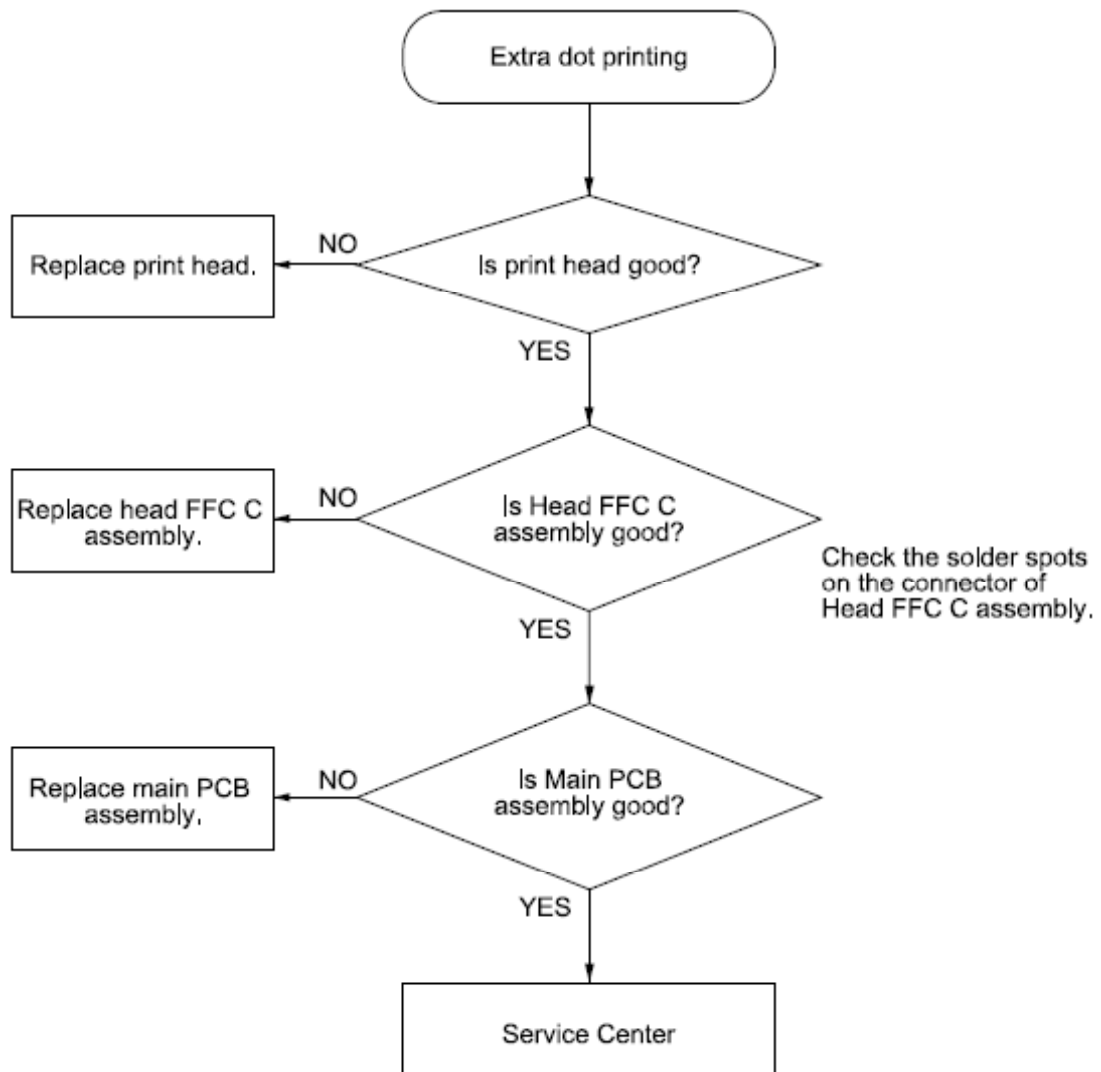 Extra dot printing
NO
Replace print head.
Is print head good?
YES
NO
Replace head FFC C
assembly.
Is Head FFC C
assembly good?
Check the solder spots
on the connector of
Head FFC C assembly.
YES
NO
Replace main PCB
assembly.
Is Main PCB
assembly good?
YES
Service Center